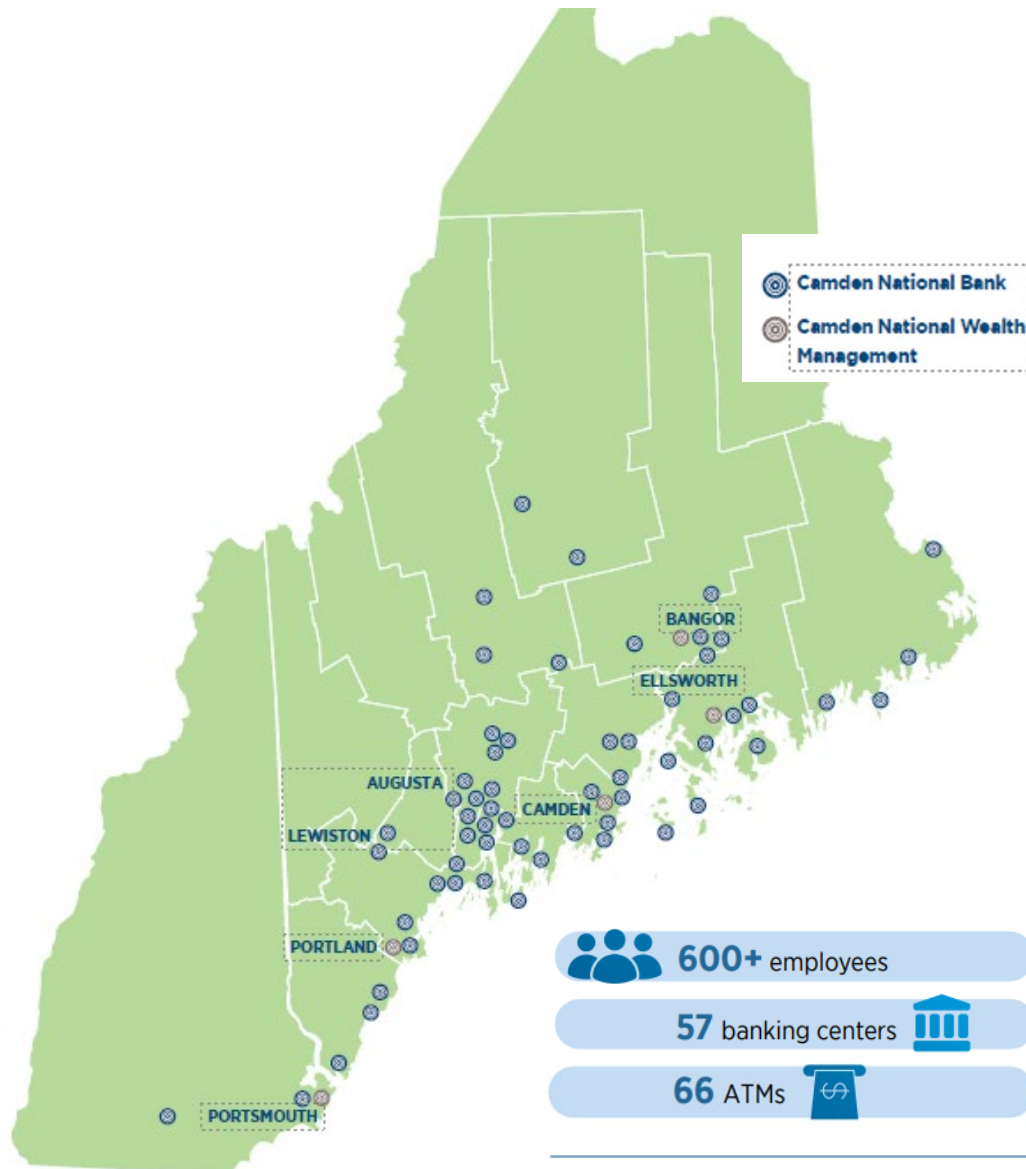 Camden National Bank
Camden National Wealth
Management
BANGOR
ELLSWORTH
AUGUSTA
CAMDEN
LEWISTON
PORTLAND
600+ employees
57 banking centers
66 ATMs
$
PORTSMOUTH